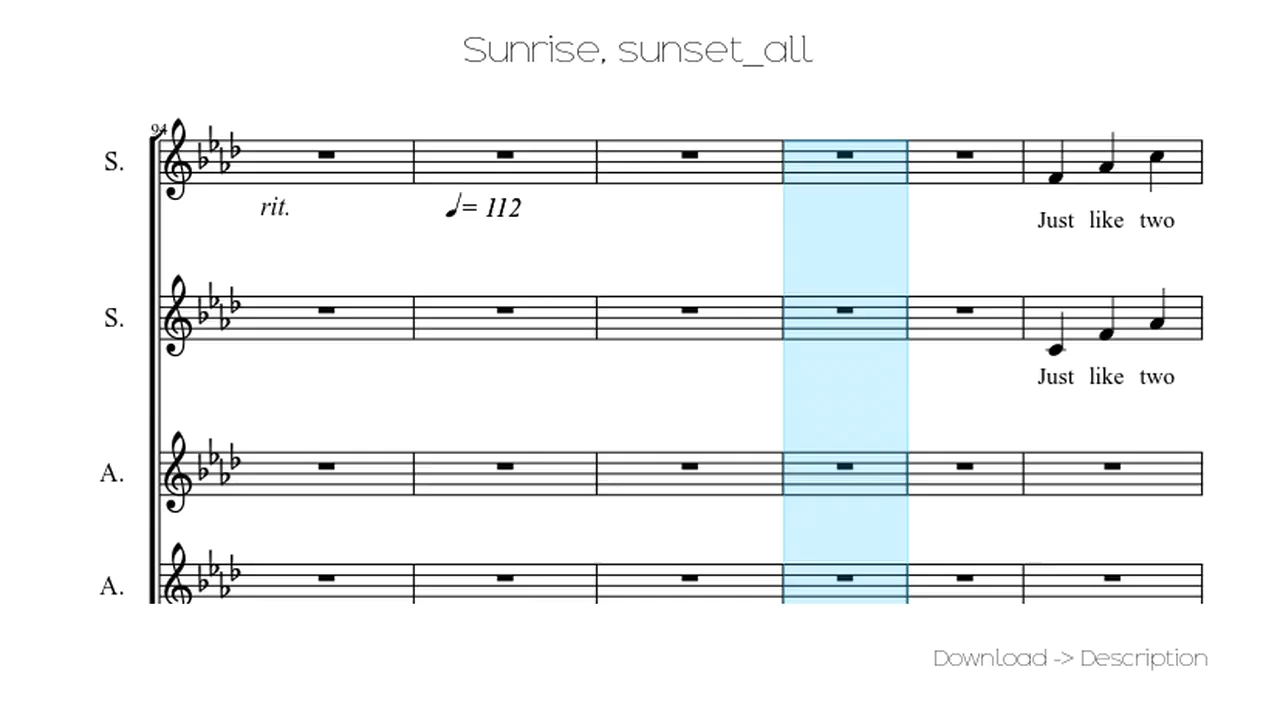 Sunrise, sunset_all
94
S.
rit.
♩= 112
Just like two
S.
Just like two
A.
A.
Download -> Description